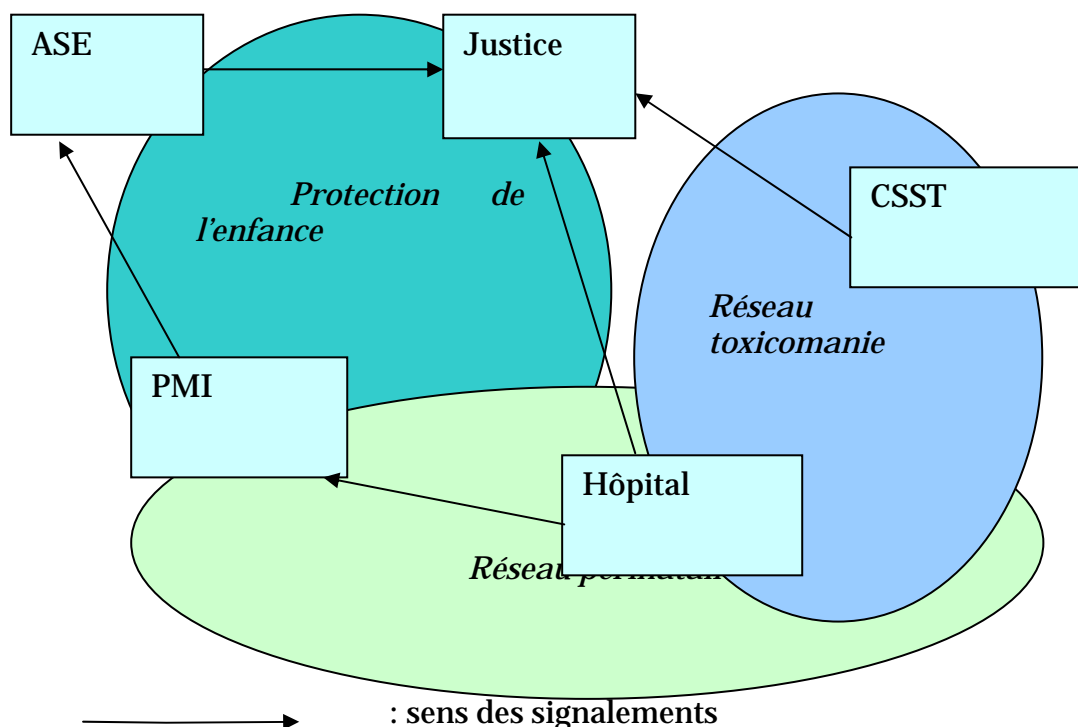 ASE
Justice
CSST
Protection de
l'enfance
Réseau
toxicomanie
PMI
Hôpital
Réseau
: sens des signalements